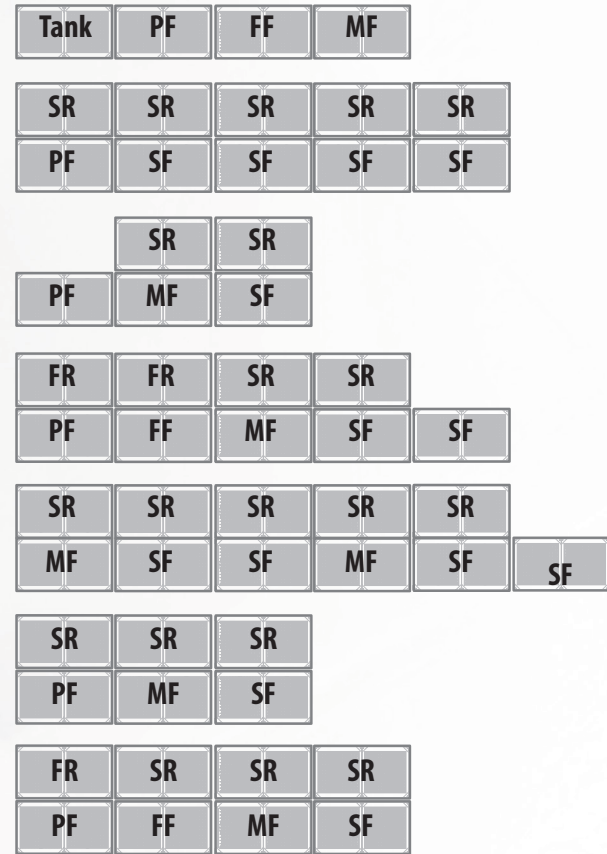 Tank PF FF MF
SR SR SR SR SR
PF SF SF SF SF
SR SR
PF MF SF
FR FR SR SR
PF FF MF SF SF
SR SR SR SR SR
MF SF SF MF SF SF
SR SR SR
PF MF SF
FR SR SR SR
PF FF MF SF